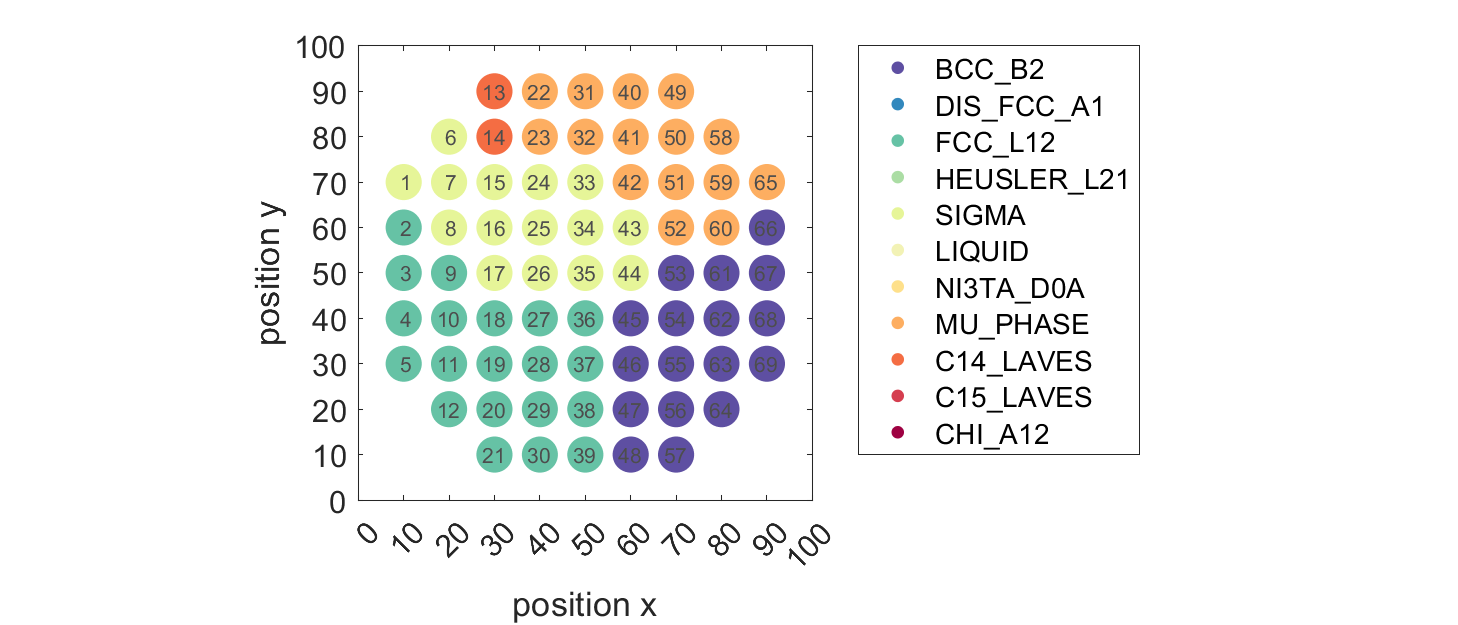 100
90
80
70
60
50
40
30
20
10
0
position y
13 22 31 40 49
6 14 23 32 41 50 58
1 7 15 24 33 42 51 59 65
2 8 16 25 34 43 52 60 66
3 9 17 26 35 44 53 61 67
4 10 18 27 36 45 54 62 68
5 11 19 28 37 46 55 63 69
12 20 29 38 47 56 64
21 30 39 48 57
0 10 20 30 40 50 60 70 80 90 100
position x
BCC_B2
DIS_FCC_A1
FCC_L12
HEUSLER_L21
SIGMA
LIQUID
NI3TA_D0A
MU_PHASE
C14_LAVES
C15_LAVES
CHI_A12